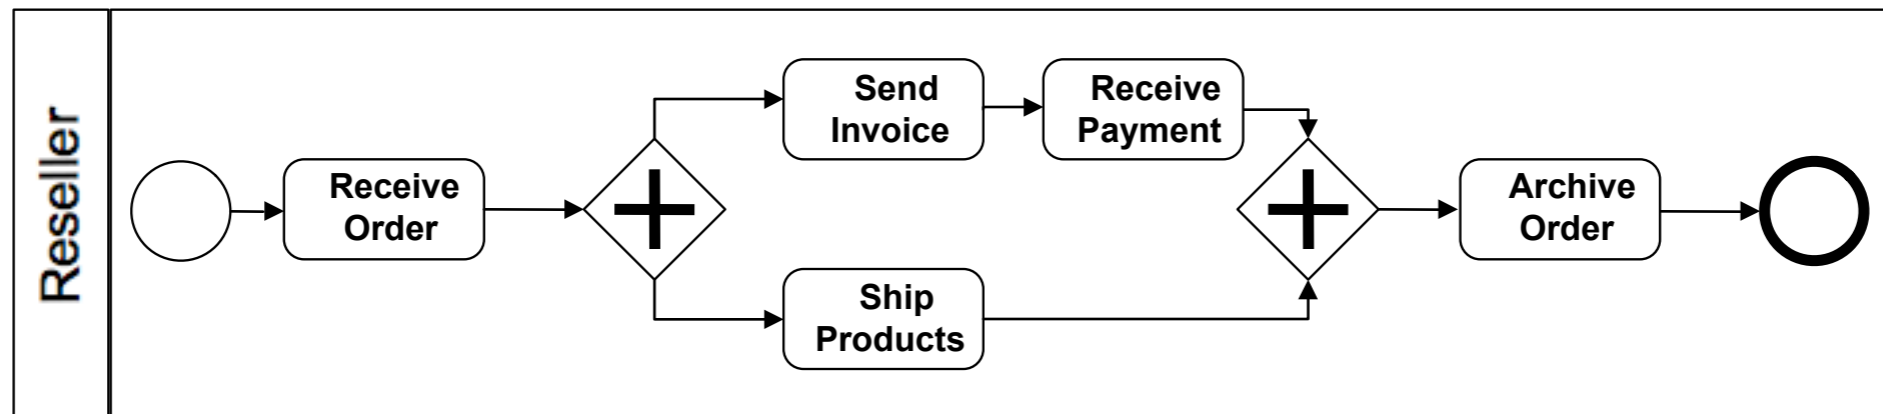 Reseller
Receive
Order
Send
Invoice
Receive
Payment
Ship
Products
Archive
Order